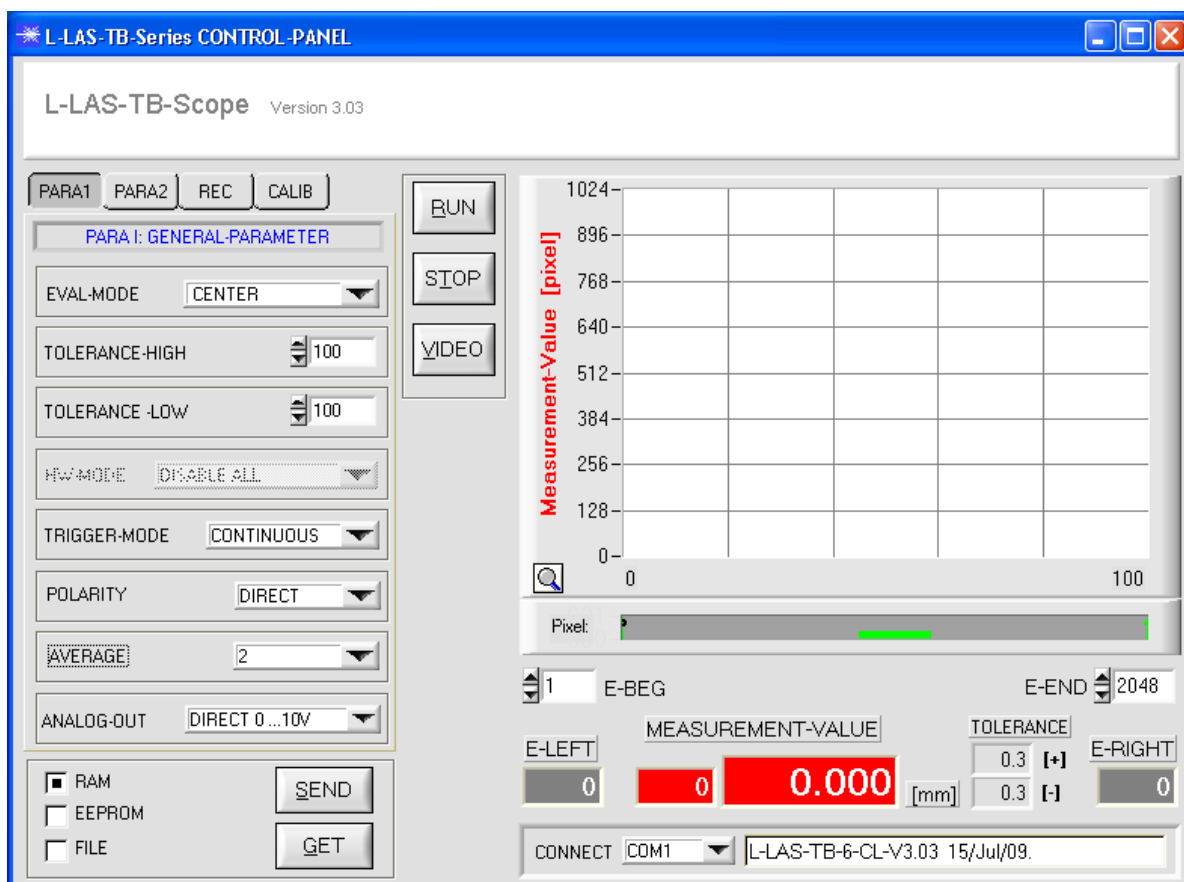 L-LAS-TB-Series CONTROL-PANEL
L-LAS-TB-Scope Version 3.03
PARA1 PARA2 REC CALIB
PARA I: GENERAL-PARAMETER
EVAL-MODE CENTER
TOLERANCE-HIGH 100
TOLERANCE -LOW 100
HW-MODE DISABLE ALL
TRIGGER-MODE CONTINUOUS
POLARITY DIRECT
AVERAGE 2
ANALOG-OUT DIRECT 0 ...10V
RAM
EEPROM
FILE
SEND
GET
RUN
STOP
VIDEO
Measurement-Value [pixel]
1024
896
768
640
512
384
256
128
0
0 100
Pixel:
1 E-BEG
E-END 2048
E-LEFT
0
MEASUREMENT-VALUE
0 0.000 [mm]
TOLERANCE
0.3 [+]
0.3 [-]
E-RIGHT
0
CONNECT COM1 L-LAS-TB-6-CL-V3.03 15/Jul/09.